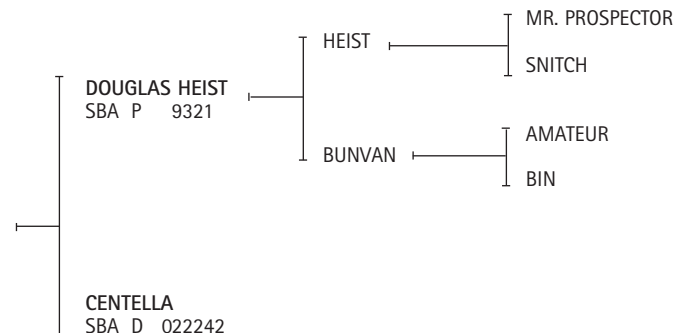 MR. PROSPECTOR
HEIST
SNITCH
DOUGLAS HEIST
SBA P 9321
AMATEUR
BUNVAN
BIN
CENTELLA
SBA D 022242